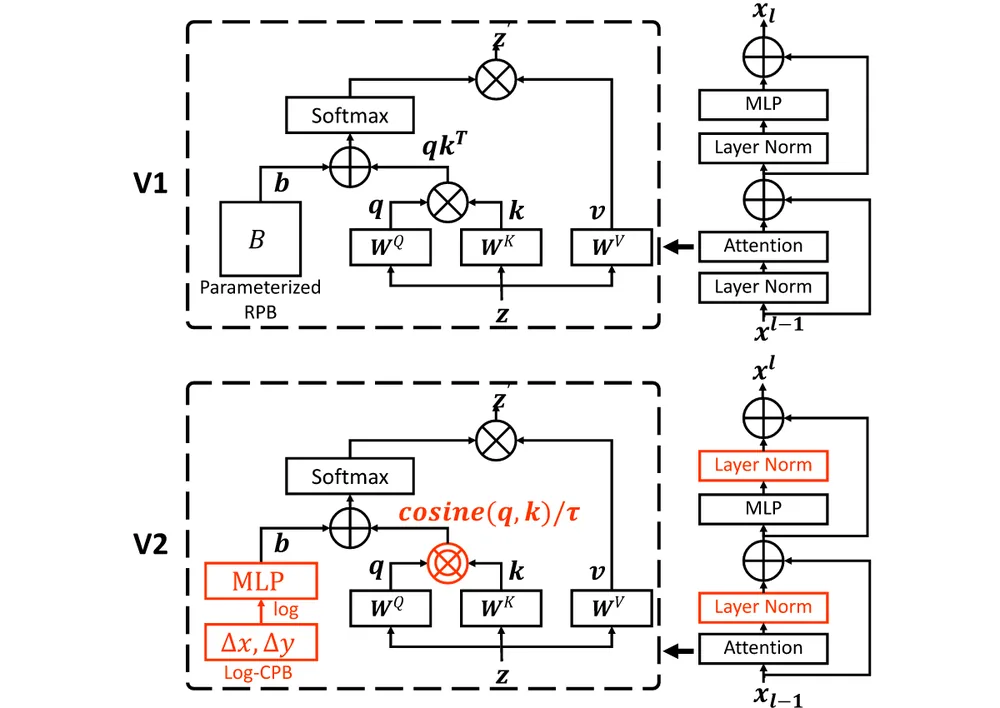 V1
z′
Softmax
qkᵀ
b
q
k
v
B
W^Q
W^K
W^V
Parameterized
RPB
z
x_l
MLP
Layer Norm
Attention
Layer Norm
x^{l−1}
V2
z′
Softmax
cosine(q, k)/τ
b
q
k
v
MLP
log
Δx, Δy
Log-CPB
W^Q
W^K
W^V
z
x^l
Layer Norm
MLP
Layer Norm
Attention
x_{l−1}